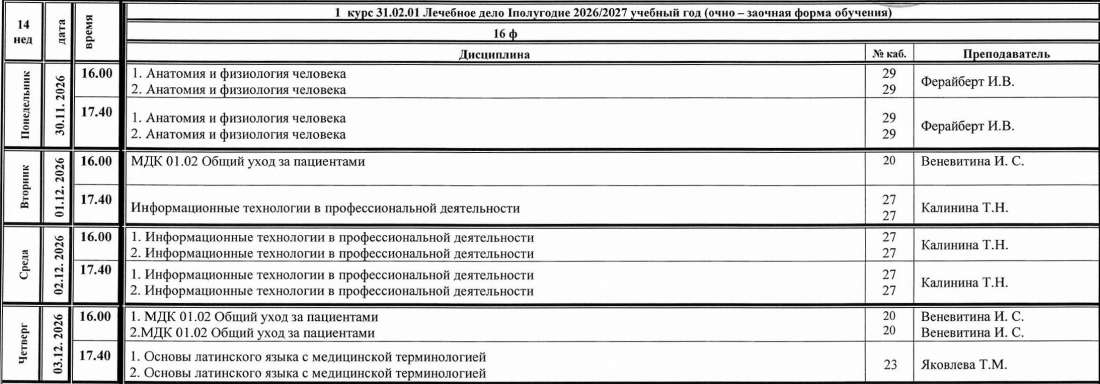 14 нед
дата
время
1 курс 31.02.01 Лечебное дело Iполугодие 2026/2027 учебный год (очно – заочная форма обучения)
16 ф
Дисциплина
№ каб.
Преподаватель
Понедельник
30.11. 2026
16.00
1. Анатомия и физиология человека
2. Анатомия и физиология человека
29
29
Ферайберт И.В.
17.40
1. Анатомия и физиология человека
2. Анатомия и физиология человека
29
29
Ферайберт И.В.
Вторник
01.12. 2026
16.00
МДК 01.02 Общий уход за пациентами
20
Веневитина И. С.
17.40
Информационные технологии в профессиональной деятельности
27
27
Калинина Т.Н.
Среда
02.12. 2026
16.00
1. Информационные технологии в профессиональной деятельности
2. Информационные технологии в профессиональной деятельности
27
27
Калинина Т.Н.
17.40
1. Информационные технологии в профессиональной деятельности
2. Информационные технологии в профессиональной деятельности
27
27
Калинина Т.Н.
Четверг
03.12. 2026
16.00
1. МДК 01.02 Общий уход за пациентами
2.МДК 01.02 Общий уход за пациентами
20
20
Веневитина И. С.
Веневитина И. С.
17.40
1. Основы латинского языка с медицинской терминологией
2. Основы латинского языка с медицинской терминологией
23
Яковлева Т.М.